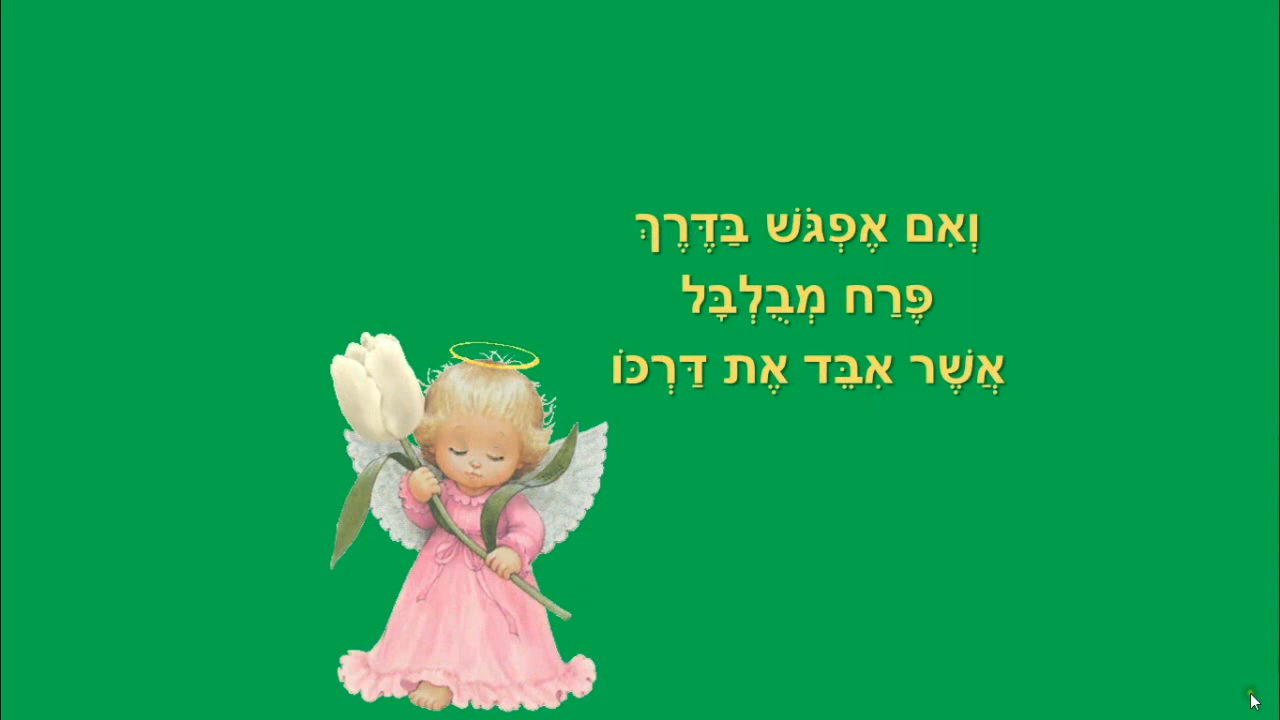 וְאִם אֶפְגֹּשׁ בַּדֶּרֶךְ
פֶּרַח מְבֻלְבָּל
אֲשֶׁר אִבֵּד אֶת דַּרְכּוֹ